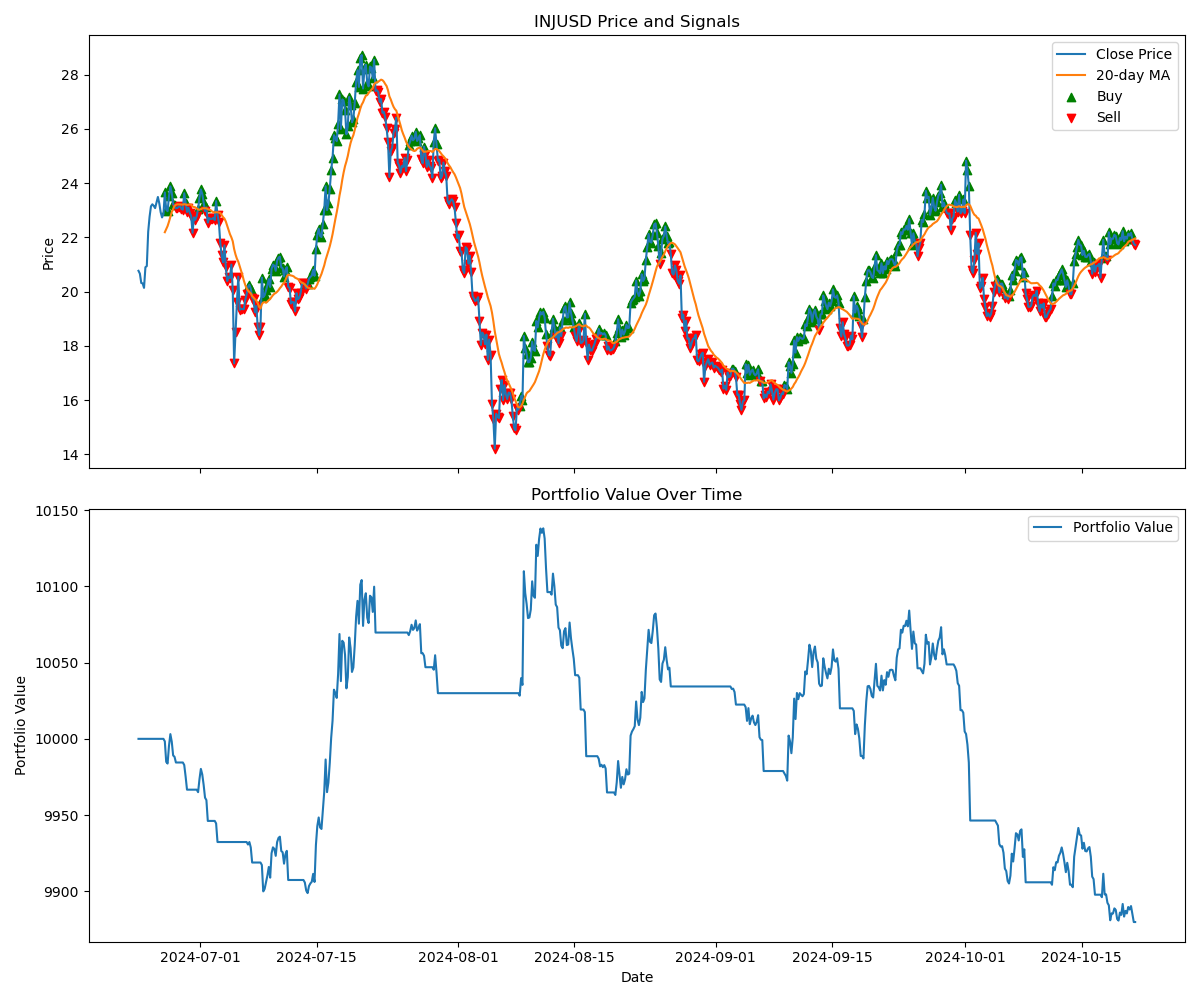 INJUSD Price and Signals
Close Price
20-day MA
Buy
Sell
Price
28
26
24
22
20
18
16
14
Portfolio Value Over Time
Portfolio Value
Portfolio Value
10150
10100
10050
10000
9950
9900
2024-07-01 2024-07-15 2024-08-01 2024-08-15 2024-09-01 2024-09-15 2024-10-01 2024-10-15
Date